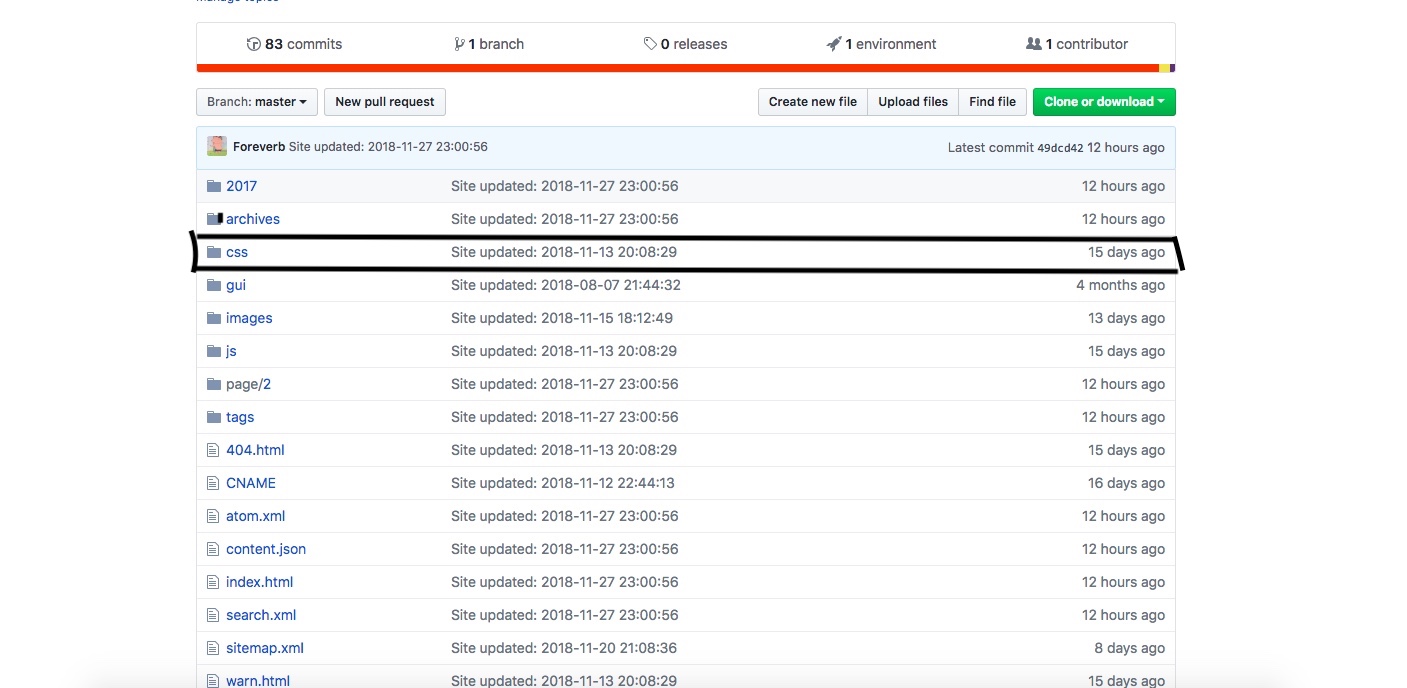 manage topics
83 commits 1 branch 0 releases 1 environment 1 contributor
Branch: master New pull request Create new file Upload files Find file Clone or download
Foreverb Site updated: 2018-11-27 23:00:56 Latest commit 49dcd42 12 hours ago
2017 Site updated: 2018-11-27 23:00:56 12 hours ago
archives Site updated: 2018-11-27 23:00:56 12 hours ago
css Site updated: 2018-11-13 20:08:29 15 days ago
gui Site updated: 2018-08-07 21:44:32 4 months ago
images Site updated: 2018-11-15 18:12:49 13 days ago
js Site updated: 2018-11-13 20:08:29 15 days ago
page/2 Site updated: 2018-11-27 23:00:56 12 hours ago
tags Site updated: 2018-11-27 23:00:56 12 hours ago
404.html Site updated: 2018-11-13 20:08:29 15 days ago
CNAME Site updated: 2018-11-12 22:44:13 16 days ago
atom.xml Site updated: 2018-11-27 23:00:56 12 hours ago
content.json Site updated: 2018-11-27 23:00:56 12 hours ago
index.html Site updated: 2018-11-27 23:00:56 12 hours ago
search.xml Site updated: 2018-11-27 23:00:56 12 hours ago
sitemap.xml Site updated: 2018-11-20 21:08:36 8 days ago
warn.html Site updated: 2018-11-13 20:08:29 15 days ago